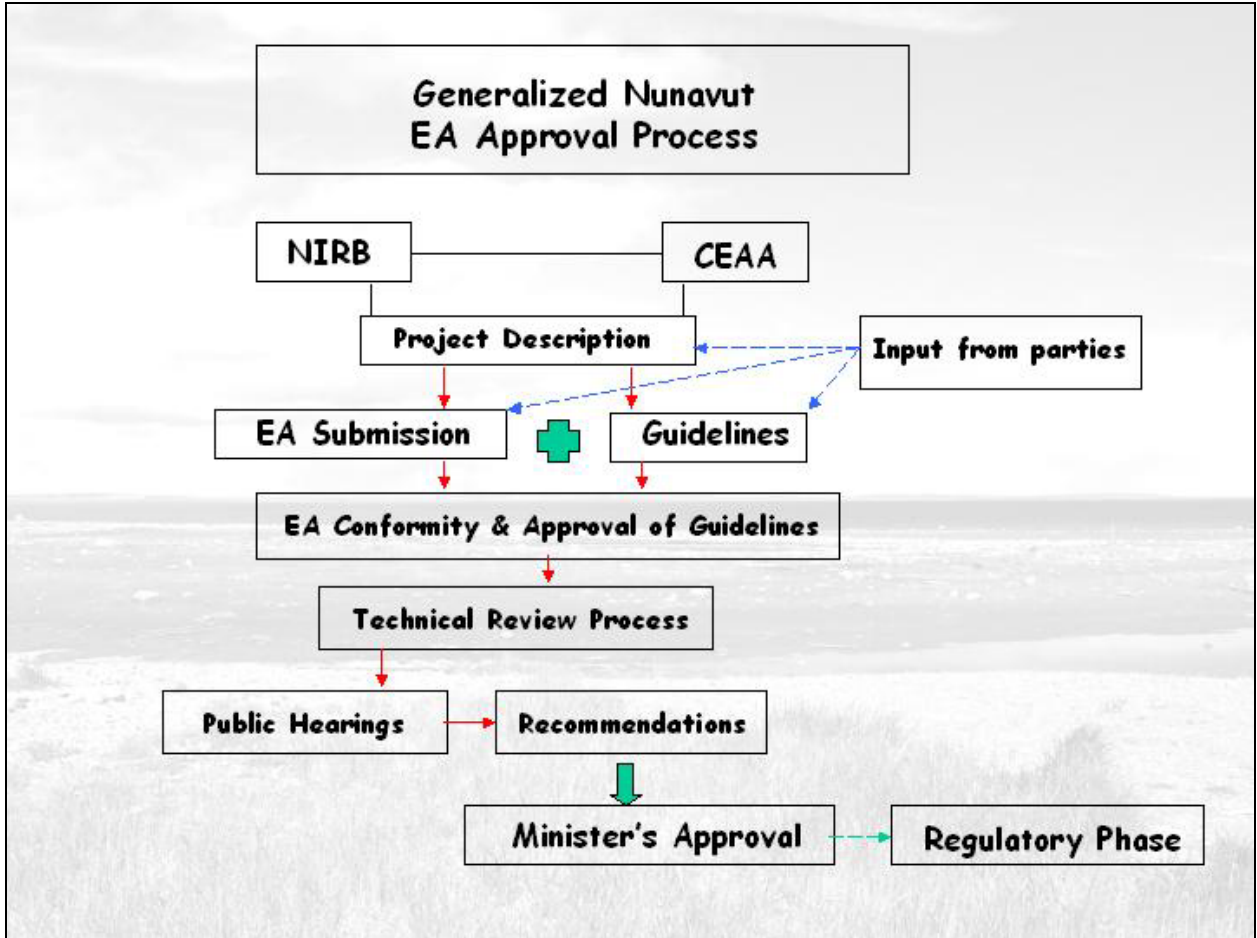 Generalized Nunavut
EA Approval Process
NIRB
CEAA
Project Description
Input from parties
EA Submission
Guidelines
EA Conformity & Approval of Guidelines
Technical Review Process
Public Hearings
Recommendations
Minister's Approval
Regulatory Phase